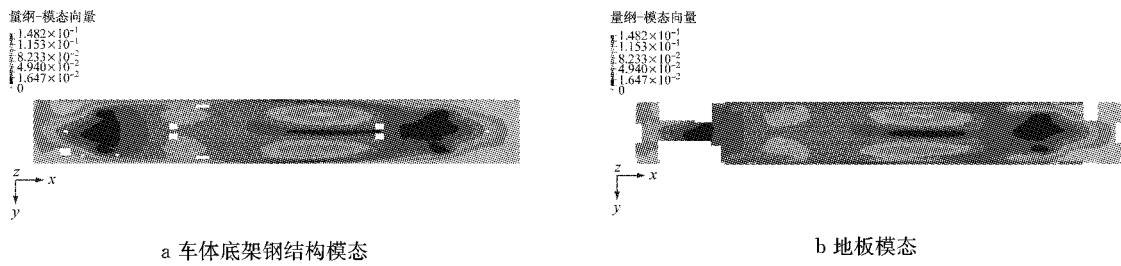 量纲-模态向量
1.482×10⁻¹
1.153×10⁻¹
8.233×10⁻²
4.940×10⁻²
1.647×10⁻²
0
z
x
y
a 车体底架钢结构模态
量纲-模态向量
1.482×10⁻¹
1.153×10⁻¹
8.233×10⁻²
4.940×10⁻²
1.647×10⁻²
0
z
x
y
b 地板模态